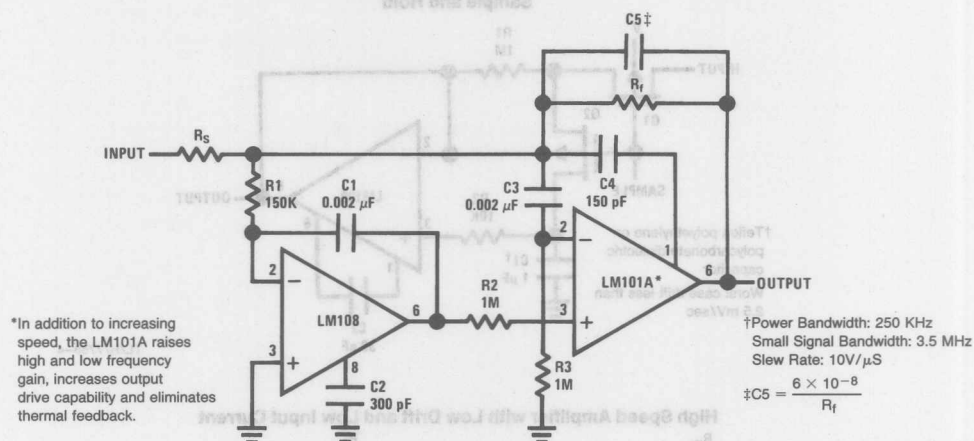 C5‡
Rf
INPUT
RS
R1
150K
C1
0.002 μF
C3
0.002 μF
C4
150 pF
2
LM108
3
6
8
C2
300 pF
R2
1M
2
LM101A*
1
3
6
OUTPUT
R3
1M
*In addition to increasing
speed, the LM101A raises
high and low frequency
gain, increases output
drive capability and eliminates
thermal feedback.
†Power Bandwidth: 250 KHz
Small Signal Bandwidth: 3.5 MHz
Slew Rate: 10V/μS
‡C5 = 6 × 10−8
Rf
Sample and Hold
High Speed Amplifier with Low Drift and Low Input Current